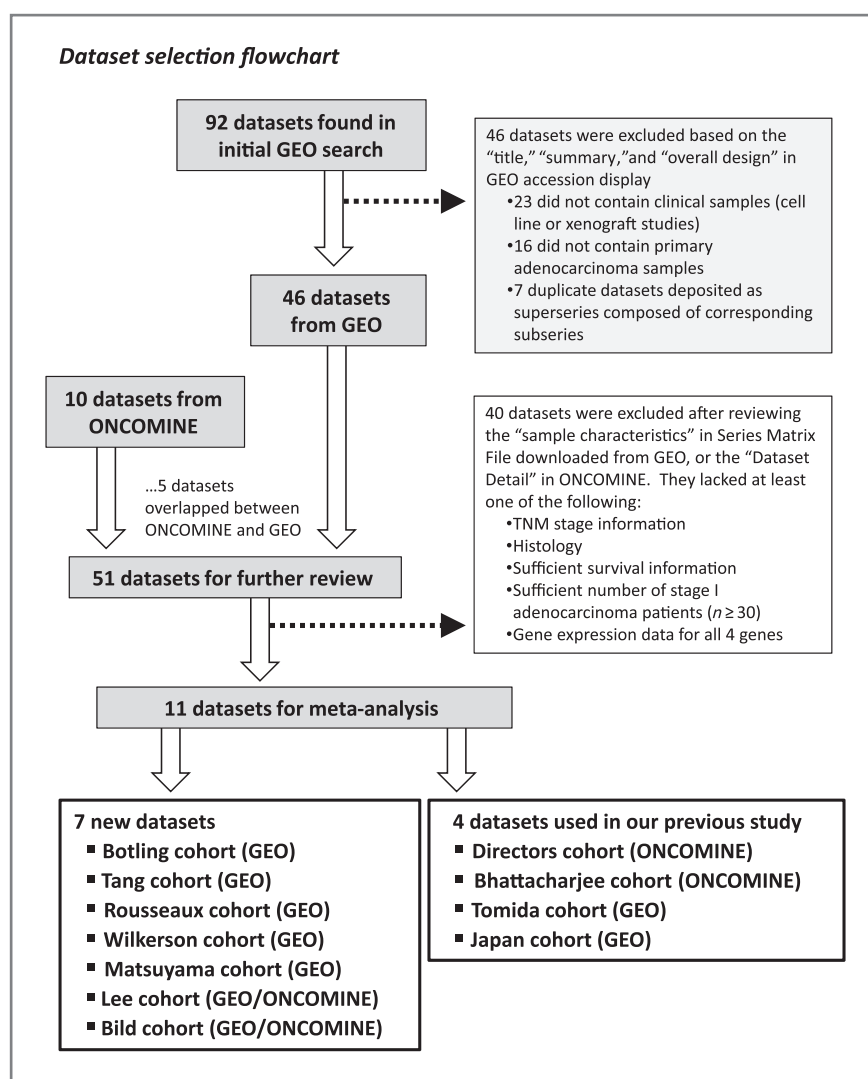 Dataset selection flowchart
92 datasets found in
initial GEO search
46 datasets were excluded based on the
“title,” “summary,”and “overall design” in
GEO accession display
•23 did not contain clinical samples (cell
line or xenograft studies)
•16 did not contain primary
adenocarcinoma samples
•7 duplicate datasets deposited as
superseries composed of corresponding
subseries
46 datasets
from GEO
10 datasets from
ONCOMINE
...5 datasets
overlapped between
ONCOMINE and GEO
40 datasets were excluded after reviewing
the “sample characteristics” in Series Matrix
File downloaded from GEO, or the “Dataset
Detail” in ONCOMINE. They lacked at least
one of the following:
•TNM stage information
•Histology
•Sufficient survival information
•Sufficient number of stage I
adenocarcinoma patients (n ≥ 30)
•Gene expression data for all 4 genes
51 datasets for further review
11 datasets for meta-analysis
7 new datasets
▪ Botling cohort (GEO)
▪ Tang cohort (GEO)
▪ Rousseaux cohort (GEO)
▪ Wilkerson cohort (GEO)
▪ Matsuyama cohort (GEO)
▪ Lee cohort (GEO/ONCOMINE)
▪ Bild cohort (GEO/ONCOMINE)
4 datasets used in our previous study
▪ Directors cohort (ONCOMINE)
▪ Bhattacharjee cohort (ONCOMINE)
▪ Tomida cohort (GEO)
▪ Japan cohort (GEO)